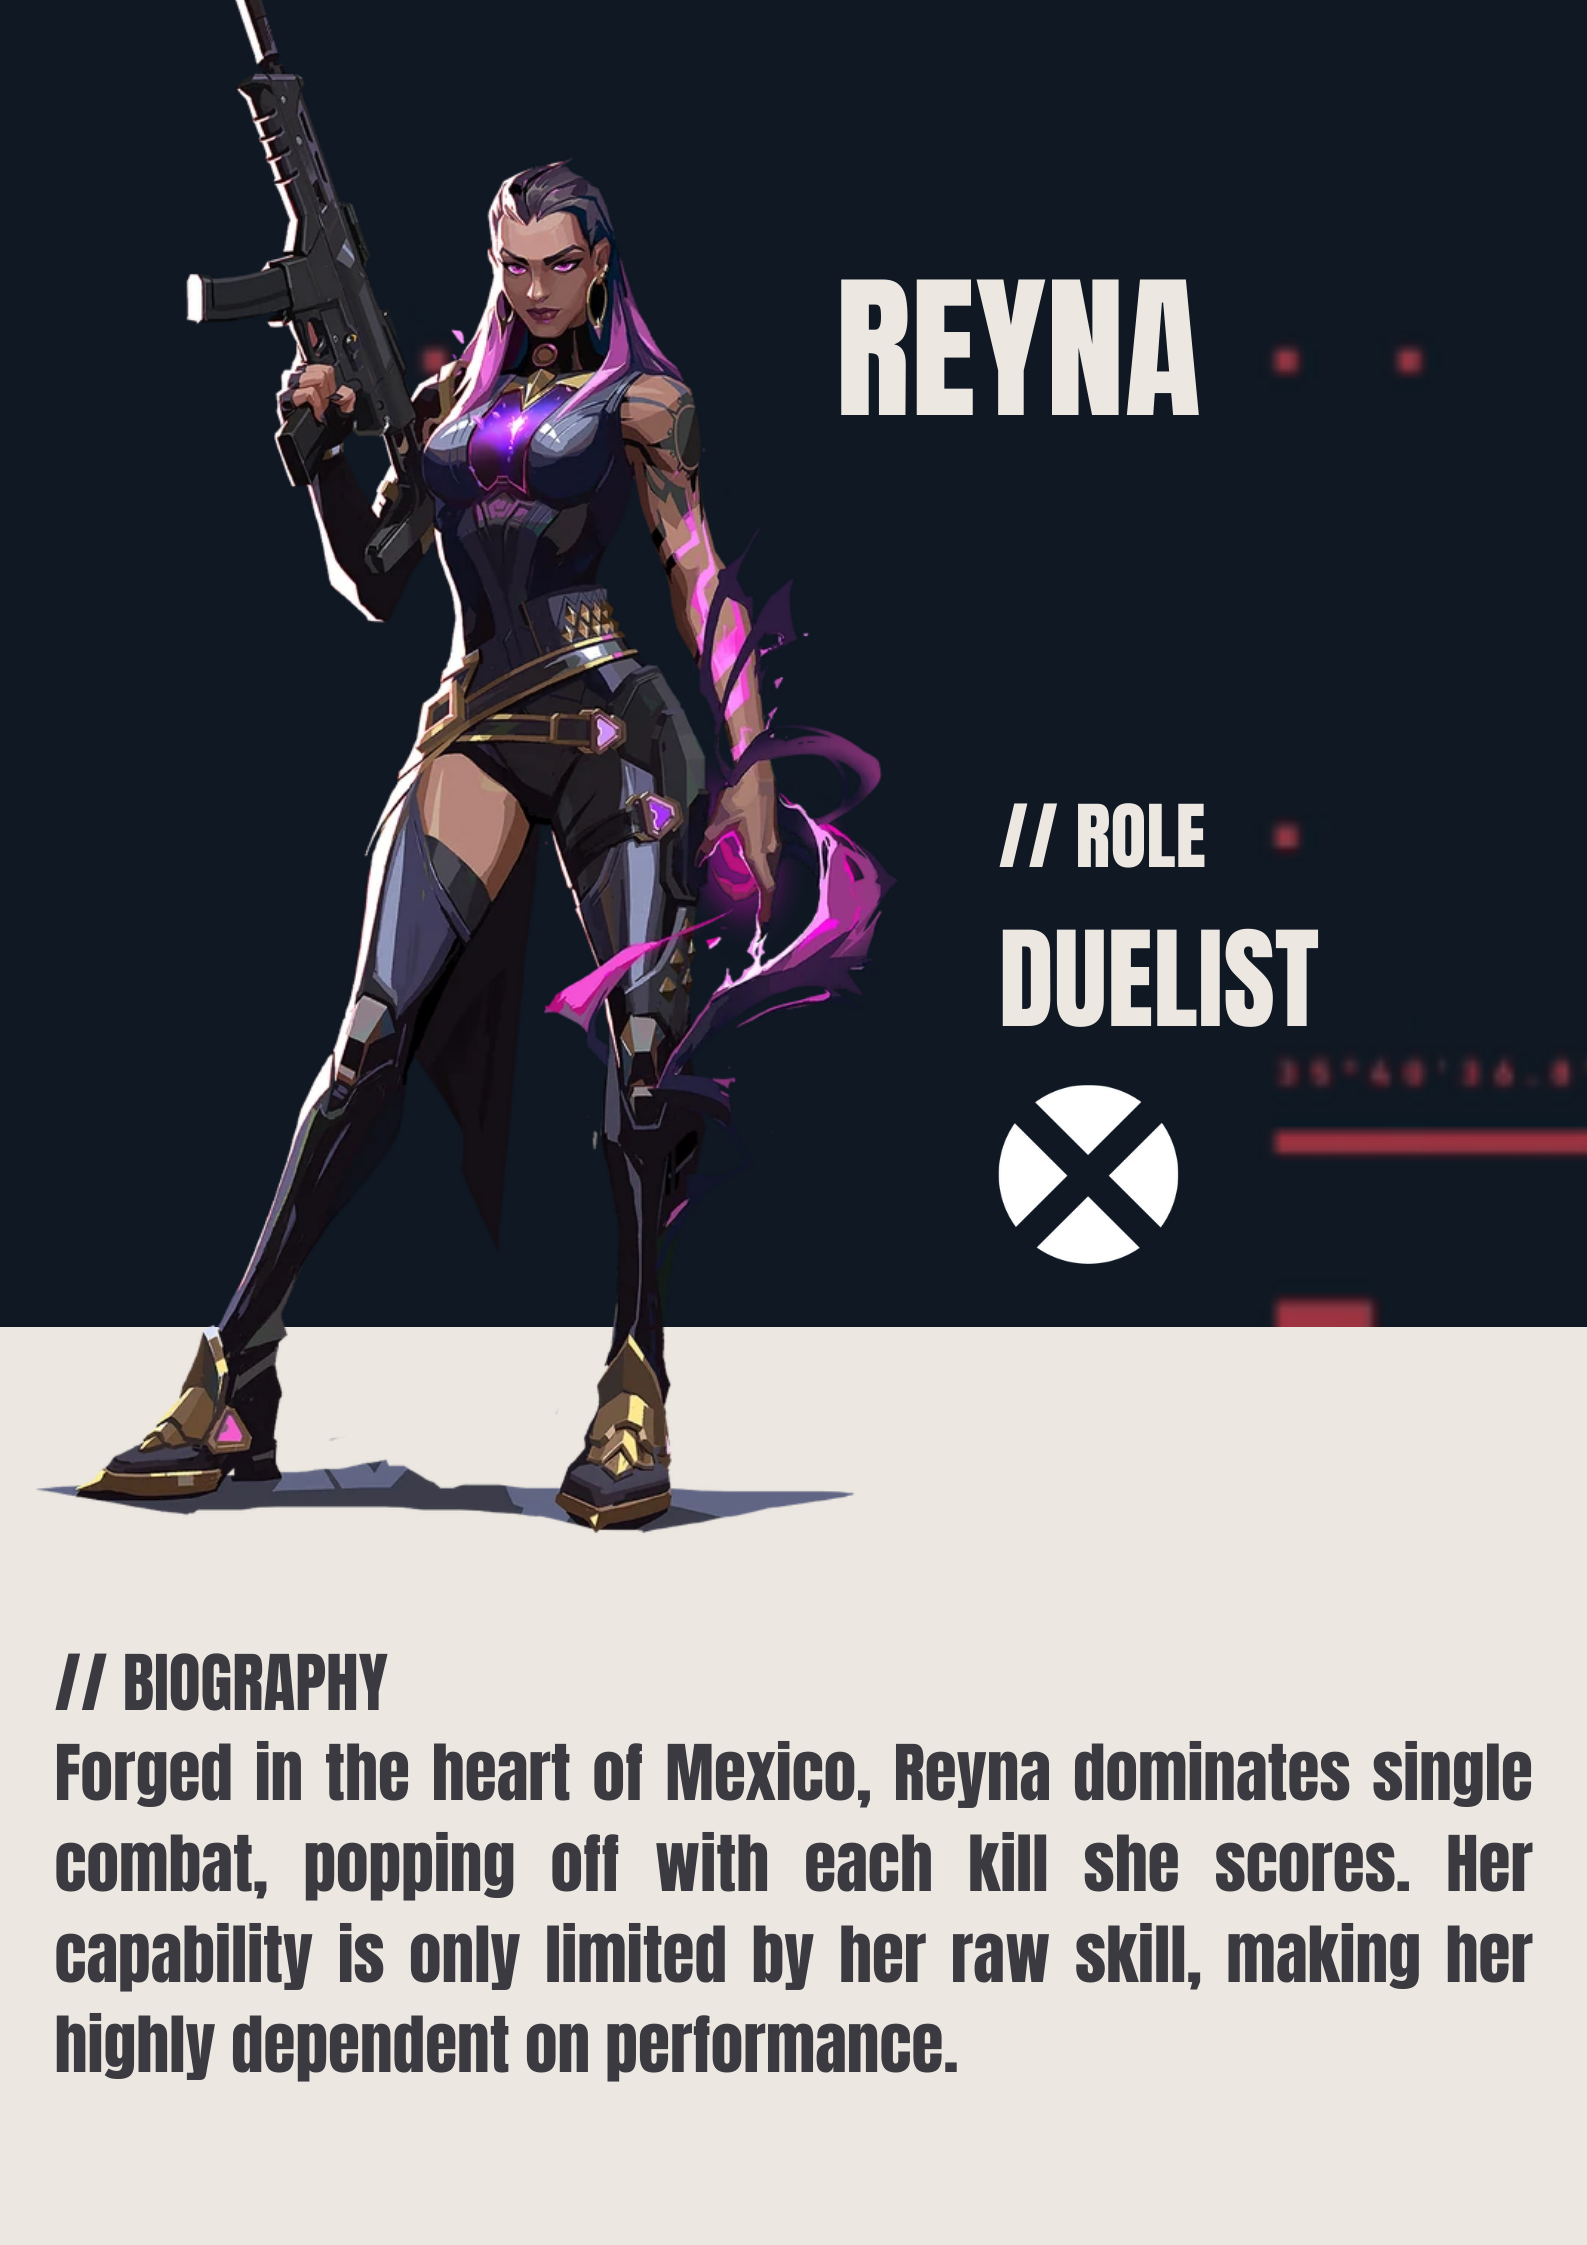 REYNA
// ROLE
DUELIST
35°40'36.8
// BIOGRAPHY
Forged in the heart of Mexico, Reyna dominates single
combat, popping off with each kill she scores. Her
capability is only limited by her raw skill, making her
highly dependent on performance.